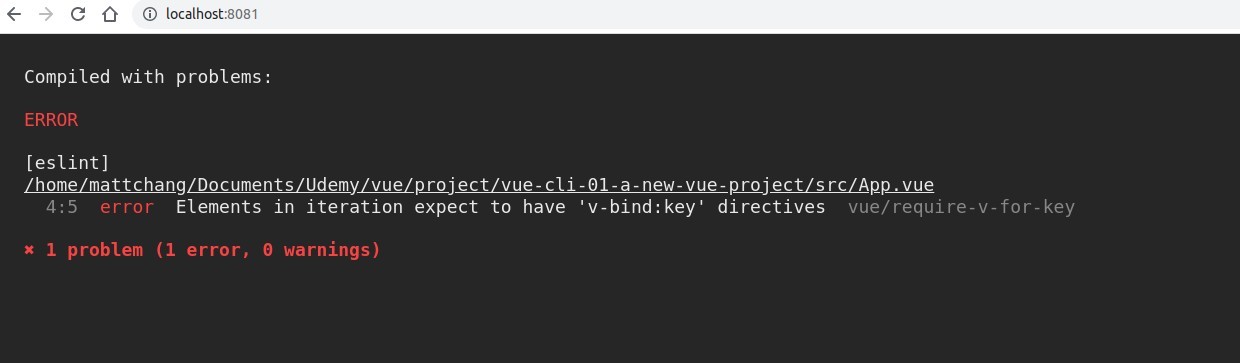 localhost:8081
Compiled with problems:
ERROR
[eslint]
/home/mattchang/Documents/Udemy/vue/project/vue-cli-01-a-new-vue-project/src/App.vue
4:5 error Elements in iteration expect to have 'v-bind:key' directives vue/require-v-for-key
✖ 1 problem (1 error, 0 warnings)